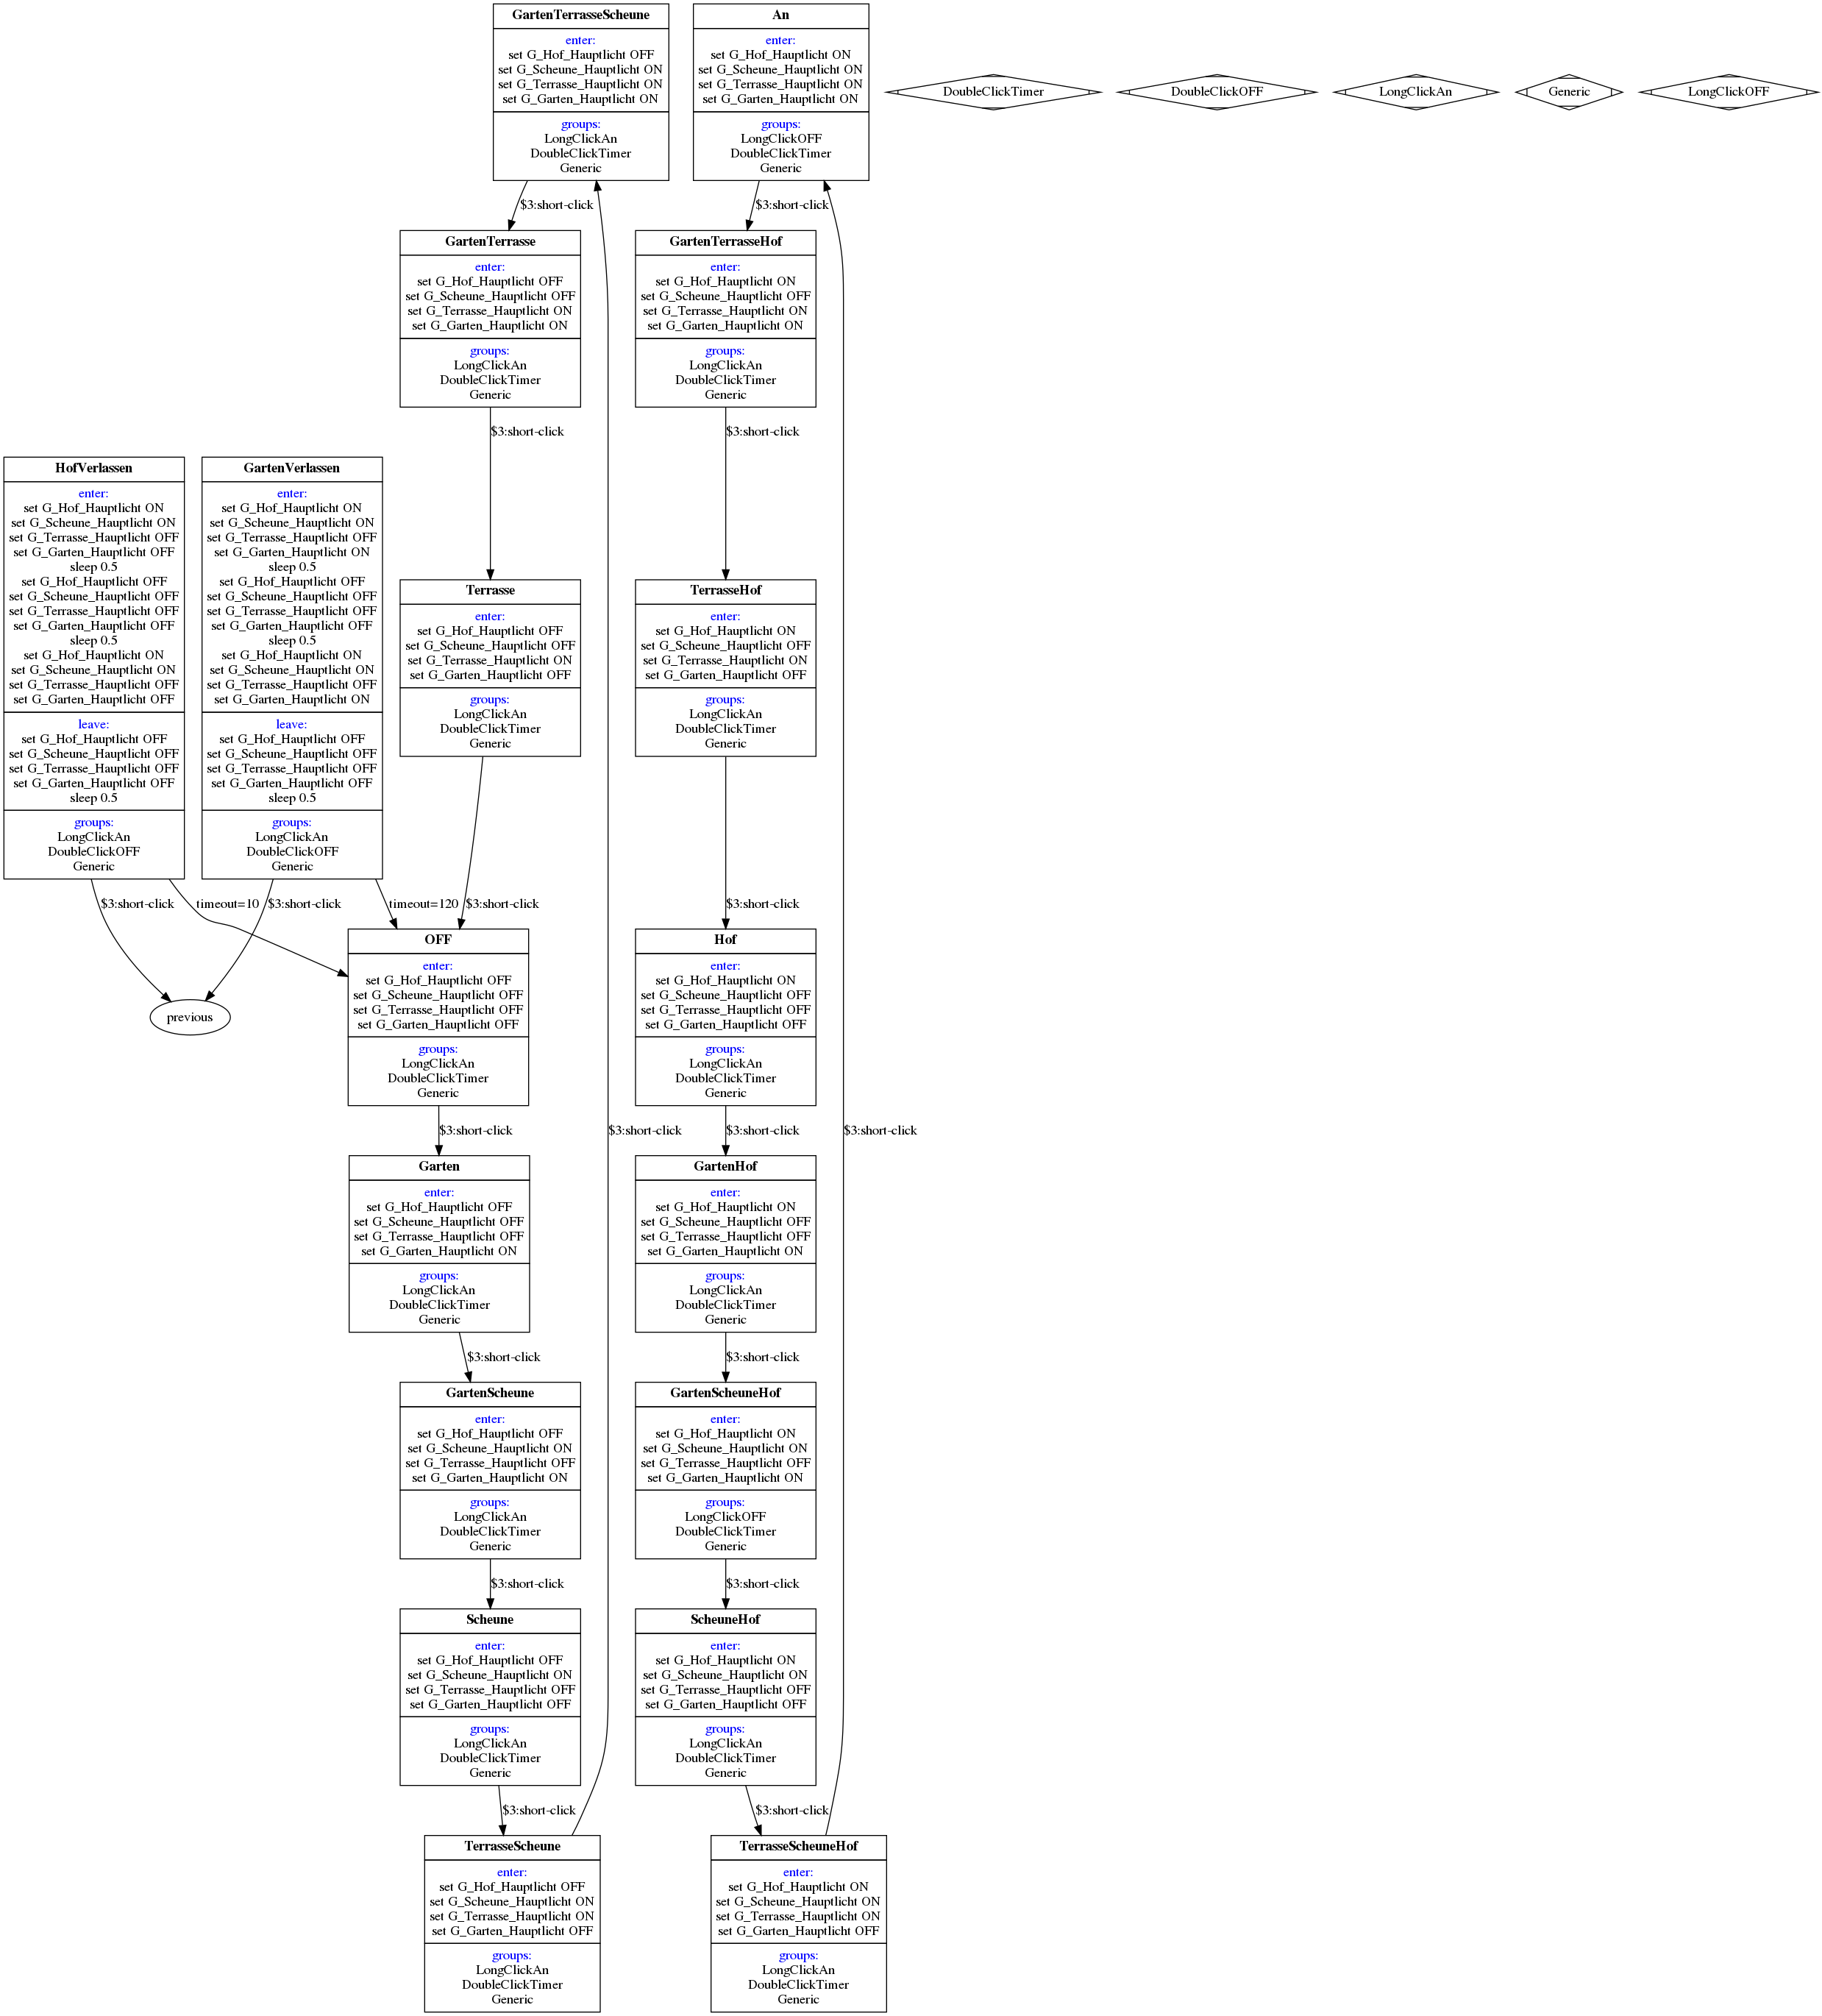 GartenTerrasseScheune
enter:
set G_Hof_Hauptlicht OFF
set G_Scheune_Hauptlicht ON
set G_Terrasse_Hauptlicht ON
set G_Garten_Hauptlicht ON
groups:
LongClickAn
DoubleClickTimer
Generic
An
enter:
set G_Hof_Hauptlicht ON
set G_Scheune_Hauptlicht ON
set G_Terrasse_Hauptlicht ON
set G_Garten_Hauptlicht ON
groups:
LongClickOFF
DoubleClickTimer
Generic
DoubleClickTimer
DoubleClickOFF
LongClickAn
Generic
LongClickOFF
$3:short-click
$3:short-click
GartenTerrasse
enter:
set G_Hof_Hauptlicht OFF
set G_Scheune_Hauptlicht OFF
set G_Terrasse_Hauptlicht ON
set G_Garten_Hauptlicht ON
groups:
LongClickAn
DoubleClickTimer
Generic
GartenTerrasseHof
enter:
set G_Hof_Hauptlicht ON
set G_Scheune_Hauptlicht OFF
set G_Terrasse_Hauptlicht ON
set G_Garten_Hauptlicht ON
groups:
LongClickAn
DoubleClickTimer
Generic
$3:short-click
$3:short-click
HofVerlassen
enter:
set G_Hof_Hauptlicht ON
set G_Scheune_Hauptlicht ON
set G_Terrasse_Hauptlicht OFF
set G_Garten_Hauptlicht OFF
sleep 0.5
set G_Hof_Hauptlicht OFF
set G_Scheune_Hauptlicht OFF
set G_Terrasse_Hauptlicht OFF
set G_Garten_Hauptlicht OFF
sleep 0.5
set G_Hof_Hauptlicht ON
set G_Scheune_Hauptlicht ON
set G_Terrasse_Hauptlicht OFF
set G_Garten_Hauptlicht OFF
leave:
set G_Hof_Hauptlicht OFF
set G_Scheune_Hauptlicht OFF
set G_Terrasse_Hauptlicht OFF
set G_Garten_Hauptlicht OFF
sleep 0.5
groups:
LongClickAn
DoubleClickOFF
Generic
GartenVerlassen
enter:
set G_Hof_Hauptlicht ON
set G_Scheune_Hauptlicht ON
set G_Terrasse_Hauptlicht OFF
set G_Garten_Hauptlicht ON
sleep 0.5
set G_Hof_Hauptlicht OFF
set G_Scheune_Hauptlicht OFF
set G_Terrasse_Hauptlicht OFF
set G_Garten_Hauptlicht OFF
sleep 0.5
set G_Hof_Hauptlicht ON
set G_Scheune_Hauptlicht ON
set G_Terrasse_Hauptlicht OFF
set G_Garten_Hauptlicht ON
leave:
set G_Hof_Hauptlicht OFF
set G_Scheune_Hauptlicht OFF
set G_Terrasse_Hauptlicht OFF
set G_Garten_Hauptlicht OFF
sleep 0.5
groups:
LongClickAn
DoubleClickOFF
Generic
Terrasse
enter:
set G_Hof_Hauptlicht OFF
set G_Scheune_Hauptlicht OFF
set G_Terrasse_Hauptlicht ON
set G_Garten_Hauptlicht OFF
groups:
LongClickAn
DoubleClickTimer
Generic
TerrasseHof
enter:
set G_Hof_Hauptlicht ON
set G_Scheune_Hauptlicht OFF
set G_Terrasse_Hauptlicht ON
set G_Garten_Hauptlicht OFF
groups:
LongClickAn
DoubleClickTimer
Generic
$3:short-click
timeout=10
$3:short-click
timeout=120
$3:short-click
$3:short-click
previous
OFF
enter:
set G_Hof_Hauptlicht OFF
set G_Scheune_Hauptlicht OFF
set G_Terrasse_Hauptlicht OFF
set G_Garten_Hauptlicht OFF
groups:
LongClickAn
DoubleClickTimer
Generic
Hof
enter:
set G_Hof_Hauptlicht ON
set G_Scheune_Hauptlicht OFF
set G_Terrasse_Hauptlicht OFF
set G_Garten_Hauptlicht OFF
groups:
LongClickAn
DoubleClickTimer
Generic
$3:short-click
$3:short-click
$3:short-click
$3:short-click
Garten
enter:
set G_Hof_Hauptlicht OFF
set G_Scheune_Hauptlicht OFF
set G_Terrasse_Hauptlicht OFF
set G_Garten_Hauptlicht ON
groups:
LongClickAn
DoubleClickTimer
Generic
GartenHof
enter:
set G_Hof_Hauptlicht ON
set G_Scheune_Hauptlicht OFF
set G_Terrasse_Hauptlicht OFF
set G_Garten_Hauptlicht ON
groups:
LongClickAn
DoubleClickTimer
Generic
$3:short-click
$3:short-click
GartenScheune
enter:
set G_Hof_Hauptlicht OFF
set G_Scheune_Hauptlicht ON
set G_Terrasse_Hauptlicht OFF
set G_Garten_Hauptlicht ON
groups:
LongClickAn
DoubleClickTimer
Generic
GartenScheuneHof
enter:
set G_Hof_Hauptlicht ON
set G_Scheune_Hauptlicht ON
set G_Terrasse_Hauptlicht OFF
set G_Garten_Hauptlicht ON
groups:
LongClickOFF
DoubleClickTimer
Generic
$3:short-click
$3:short-click
Scheune
enter:
set G_Hof_Hauptlicht OFF
set G_Scheune_Hauptlicht ON
set G_Terrasse_Hauptlicht OFF
set G_Garten_Hauptlicht OFF
groups:
LongClickAn
DoubleClickTimer
Generic
ScheuneHof
enter:
set G_Hof_Hauptlicht ON
set G_Scheune_Hauptlicht ON
set G_Terrasse_Hauptlicht OFF
set G_Garten_Hauptlicht OFF
groups:
LongClickAn
DoubleClickTimer
Generic
$3:short-click
$3:short-click
TerrasseScheune
enter:
set G_Hof_Hauptlicht OFF
set G_Scheune_Hauptlicht ON
set G_Terrasse_Hauptlicht ON
set G_Garten_Hauptlicht OFF
groups:
LongClickAn
DoubleClickTimer
Generic
TerrasseScheuneHof
enter:
set G_Hof_Hauptlicht ON
set G_Scheune_Hauptlicht ON
set G_Terrasse_Hauptlicht ON
set G_Garten_Hauptlicht OFF
groups:
LongClickAn
DoubleClickTimer
Generic